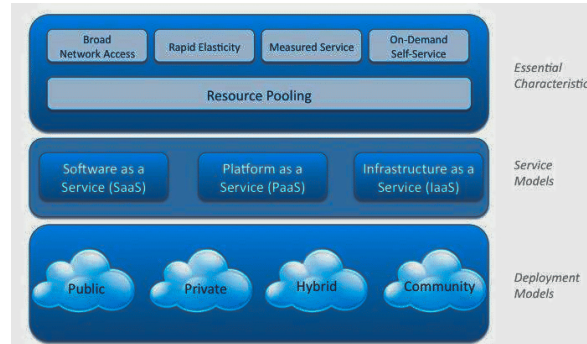 Broad
Network Access
Rapid Elasticity
Measured Service
On-Demand
Self-Service
Resource Pooling
Essential
Characteristic
Software as a
Service (SaaS)
Platform as a
Service (PaaS)
Infrastructure as a
Service (IaaS)
Service
Models
Public
Private
Hybrid
Community
Deployment
Models